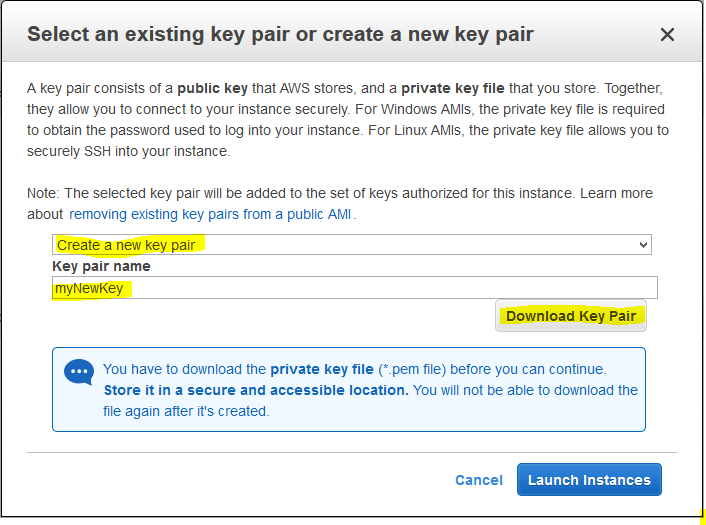 Select an existing key pair or create a new key pair
A key pair consists of a public key that AWS stores, and a private key file that you store. Together,
they allow you to connect to your instance securely. For Windows AMIs, the private key file is required
to obtain the password used to log into your instance. For Linux AMIs, the private key file allows you to
securely SSH into your instance.
Note: The selected key pair will be added to the set of keys authorized for this instance. Learn more
about removing existing key pairs from a public AMI.
Create a new key pair
Key pair name
myNewKey
Download Key Pair
You have to download the private key file (*.pem file) before you can continue.
Store it in a secure and accessible location. You will not be able to download the
file again after it's created.
Cancel Launch Instances